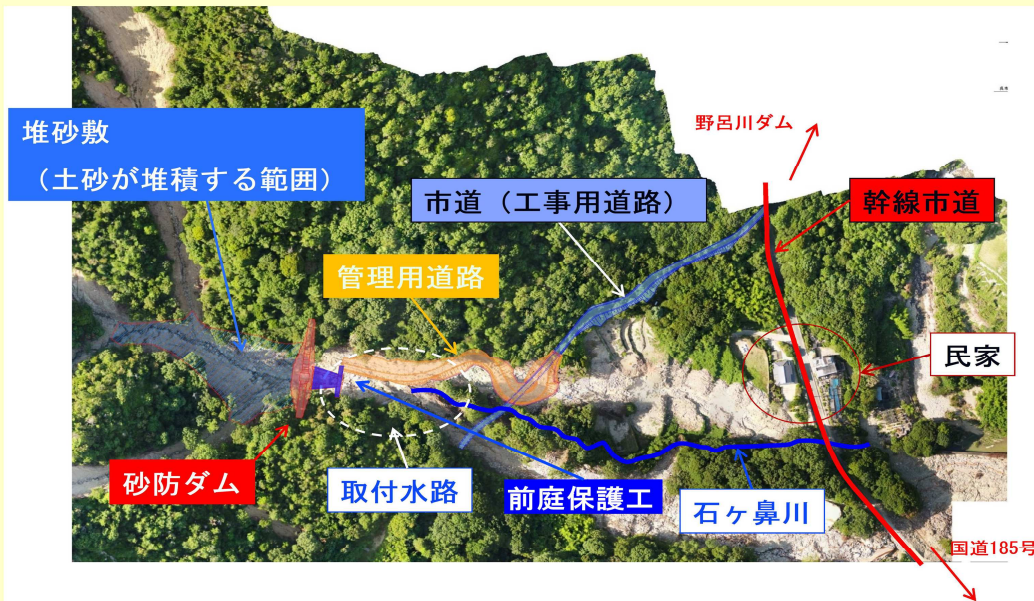 野呂川ダム
堆砂敷
（土砂が堆積する範囲）
市道（工事用道路）
幹線市道
管理用道路
民家
砂防ダム
取付水路
前庭保護工
石ヶ鼻川
国道185号